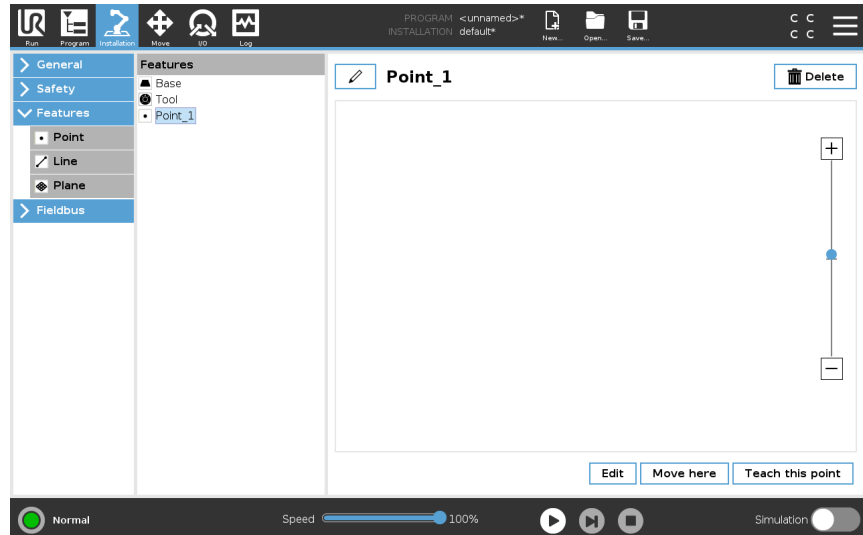 UR
PROGRAM <unnamed>*
INSTALLATION default*
Run
Program
Installation
Move
I/O
Log
New...
Open...
Save...
C C
C C
General
Safety
Features
Point
Line
Plane
Fieldbus
Features
Base
Tool
Point_1
Point_1
Delete
+
−
Edit
Move here
Teach this point
Normal
Speed
100%
Simulation